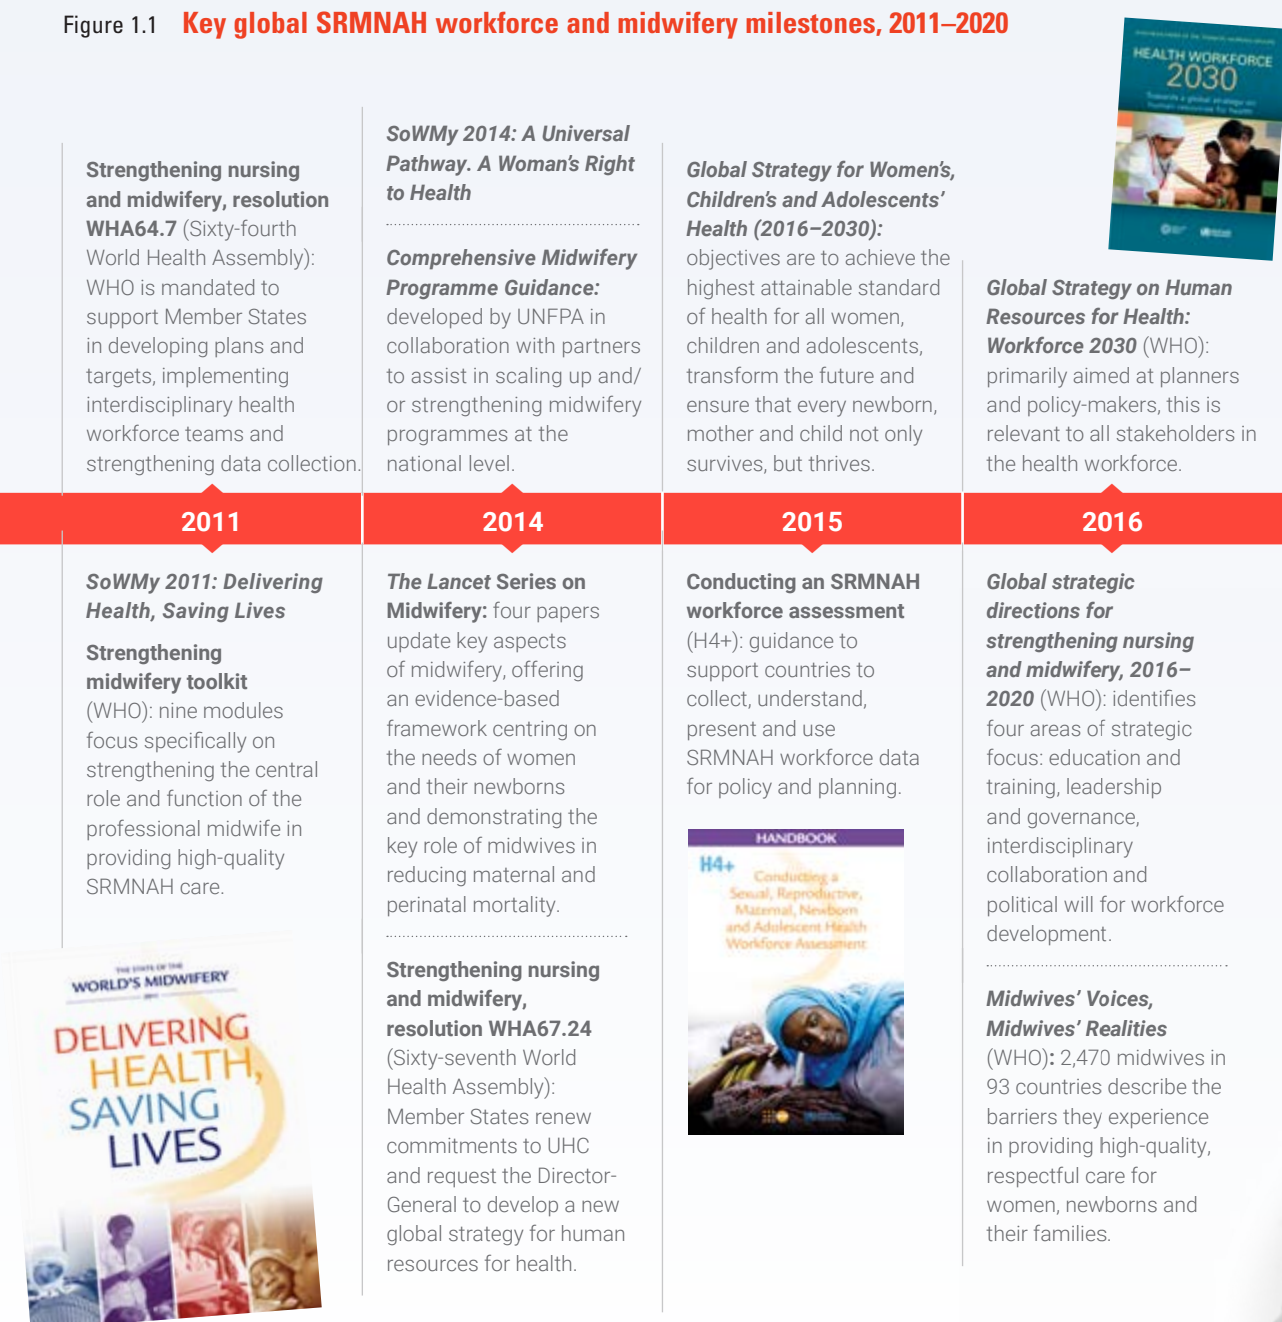 Figure 1.1 Key global SRMNAH workforce and midwifery milestones, 2011–2020
HEALTH WORKFORCE
2030
Strengthening nursing
and midwifery, resolution
WHA64.7 (Sixty-fourth
World Health Assembly):
WHO is mandated to
support Member States
in developing plans and
targets, implementing
interdisciplinary health
workforce teams and
strengthening data collection.
SoWMy 2014: A Universal
Pathway. A Woman’s Right
to Health
Comprehensive Midwifery
Programme Guidance:
developed by UNFPA in
collaboration with partners
to assist in scaling up and/
or strengthening midwifery
programmes at the
national level.
Global Strategy for Women’s,
Children’s and Adolescents’
Health (2016–2030):
objectives are to achieve the
highest attainable standard
of health for all women,
children and adolescents,
transform the future and
ensure that every newborn,
mother and child not only
survives, but thrives.
Global Strategy on Human
Resources for Health:
Workforce 2030 (WHO):
primarily aimed at planners
and policy-makers, this is
relevant to all stakeholders in
the health workforce.
2011
2014
2015
2016
SoWMy 2011: Delivering
Health, Saving Lives
Strengthening
midwifery toolkit
(WHO): nine modules
focus specifically on
strengthening the central
role and function of the
professional midwife in
providing high-quality
SRMNAH care.
THE STATE OF THE
WORLD'S MIDWIFERY
2011
DELIVERING
HEALTH,
SAVING
LIVES
The Lancet Series on
Midwifery: four papers
update key aspects
of midwifery, offering
an evidence-based
framework centring on
the needs of women
and their newborns
and demonstrating the
key role of midwives in
reducing maternal and
perinatal mortality.
Strengthening nursing
and midwifery,
resolution WHA67.24
(Sixty-seventh World
Health Assembly):
Member States renew
commitments to UHC
and request the Director-
General to develop a new
global strategy for human
resources for health.
Conducting an SRMNAH
workforce assessment
(H4+): guidance to
support countries to
collect, understand,
present and use
SRMNAH workforce data
for policy and planning.
HANDBOOK
H4+
Conducting a
Sexual, Reproductive,
Maternal, Newborn
and Adolescent Health
Workforce Assessment
Global strategic
directions for
strengthening nursing
and midwifery, 2016–
2020 (WHO): identifies
four areas of strategic
focus: education and
training, leadership
and governance,
interdisciplinary
collaboration and
political will for workforce
development.
Midwives’ Voices,
Midwives’ Realities
(WHO): 2,470 midwives in
93 countries describe the
barriers they experience
in providing high-quality,
respectful care for
women, newborns and
their families.